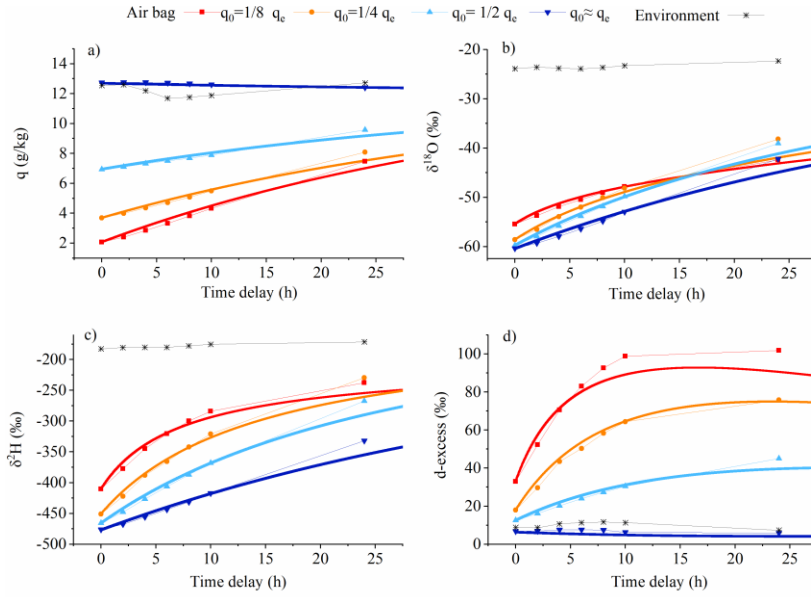 Air bag q₀=1/8 qₑ q₀=1/4 qₑ q₀= 1/2 qₑ q₀≈ qₑ Environment
a)
14
12
10
8
6
4
2
q (g/kg)
0 5 10 15 20 25
Time delay (h)
b)
-20
-30
-40
-50
-60
δ¹⁸O (‰)
0 5 10 15 20 25
Time delay (h)
c)
-200
-250
-300
-350
-400
-450
-500
δ²H (‰)
0 5 10 15 20 25
Time delay (h)
d)
100
80
60
40
20
0
d-excess (‰)
0 5 10 15 20 25
Time delay (h)